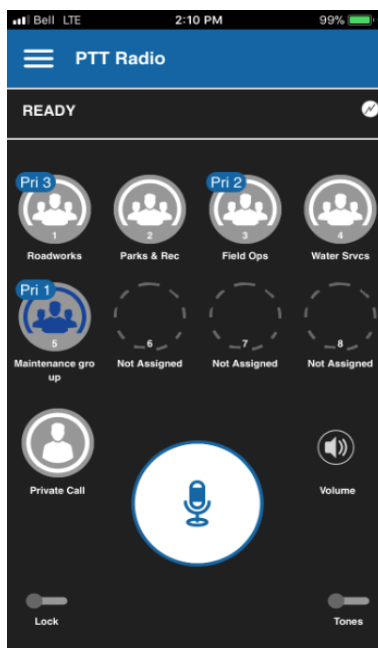 Bell LTE 2:10 PM 99%
PTT Radio
READY
Pri 3 Pri 2
1 2 3 4
Roadworks Parks & Rec Field Ops Water Srvcs
Pri 1
5 6 7 8
Maintenance gro Not Assigned Not Assigned Not Assigned
up
Private Call Volume
Lock Tones